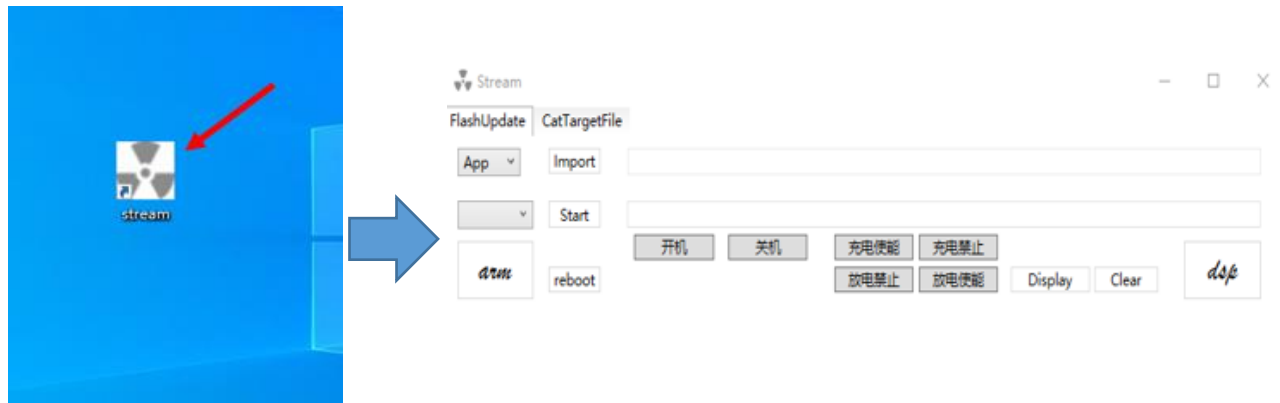 stream
Stream
FlashUpdate CatTargetFile
App Import
Start
开机 关机 充电使能 充电禁止
arm reboot 放电禁止 放电使能 Display Clear dsp